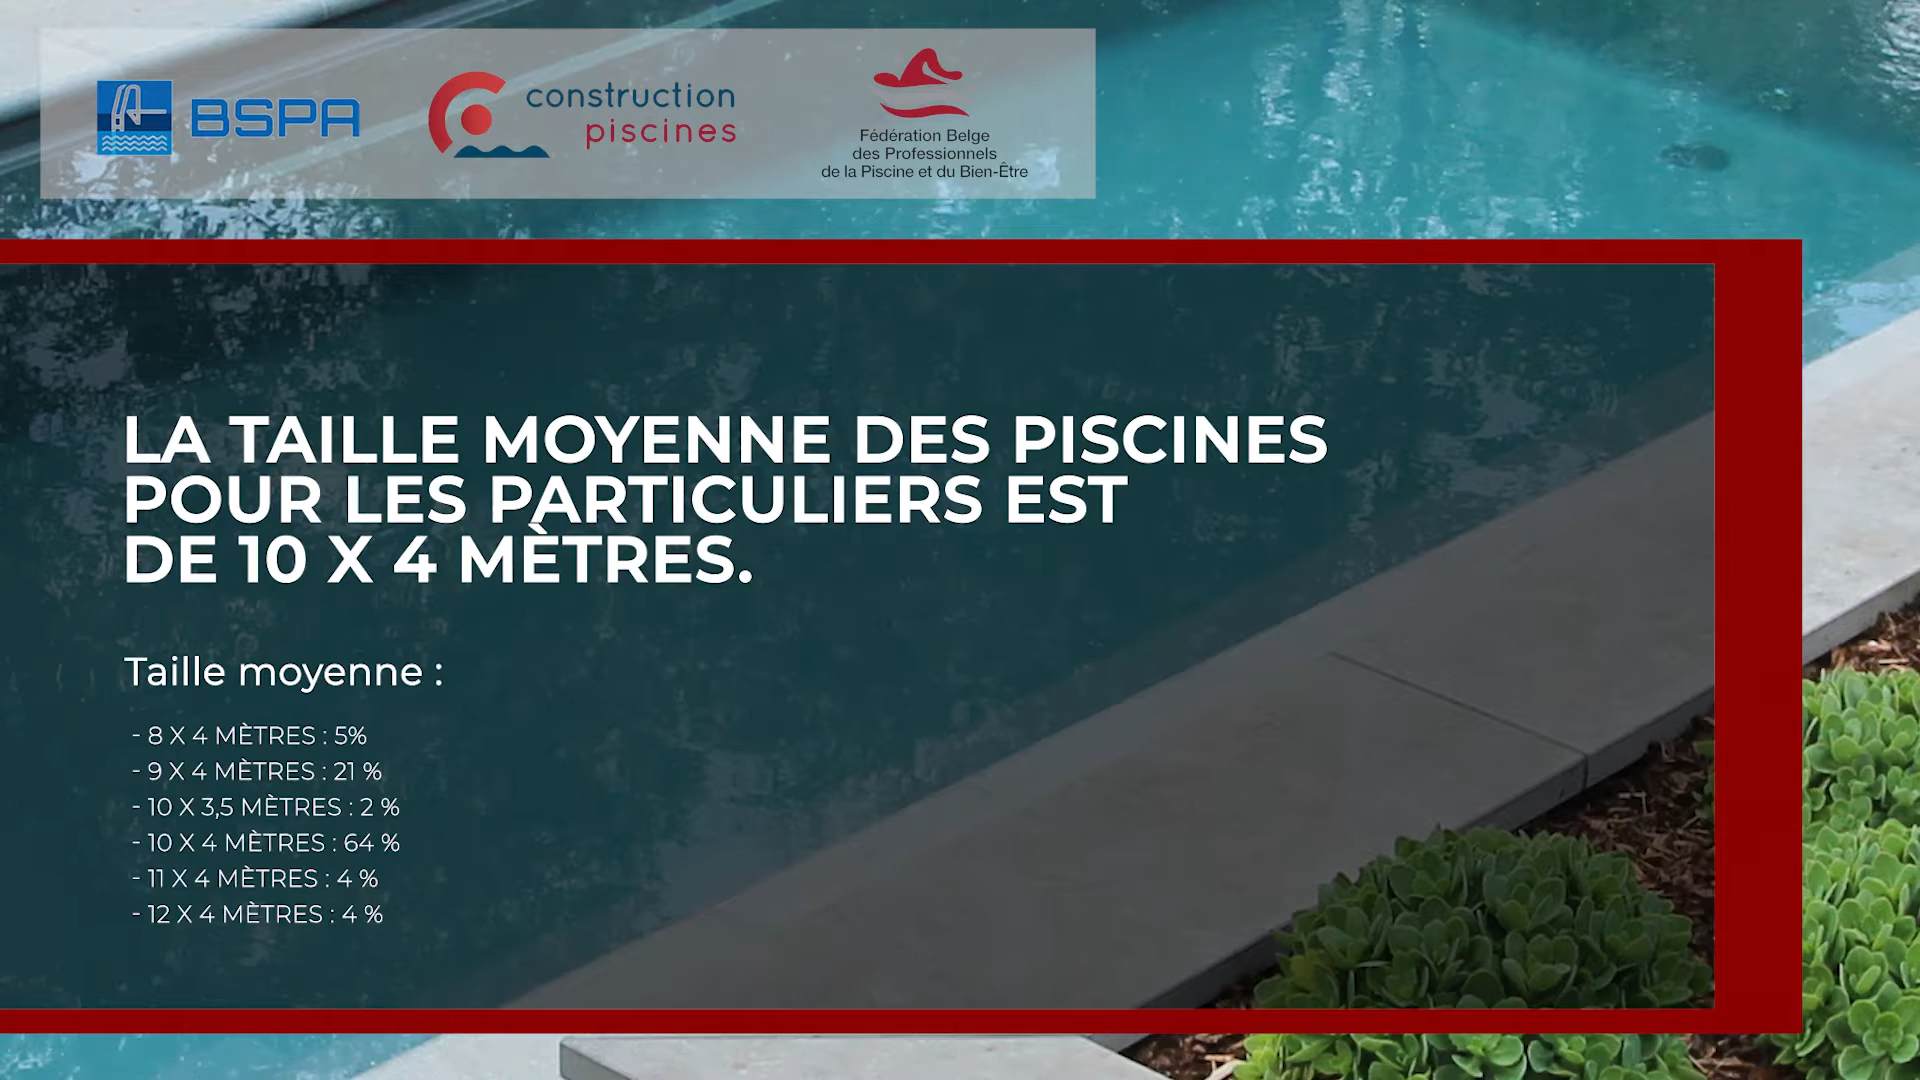 BSPA
construction
piscines
Fédération Belge
des Professionnels
de la Piscine et du Bien-Être
LA TAILLE MOYENNE DES PISCINES
POUR LES PARTICULIERS EST
DE 10 X 4 MÈTRES.
Taille moyenne :
- 8 X 4 MÈTRES : 5%
- 9 X 4 MÈTRES : 21 %
- 10 X 3,5 MÈTRES : 2 %
- 10 X 4 MÈTRES : 64 %
- 11 X 4 MÈTRES : 4 %
- 12 X 4 MÈTRES : 4 %